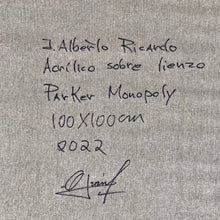 J. Alberto Ricardo
Acrílico sobre lienzo
Parker Monopoly
100X100cm
2022